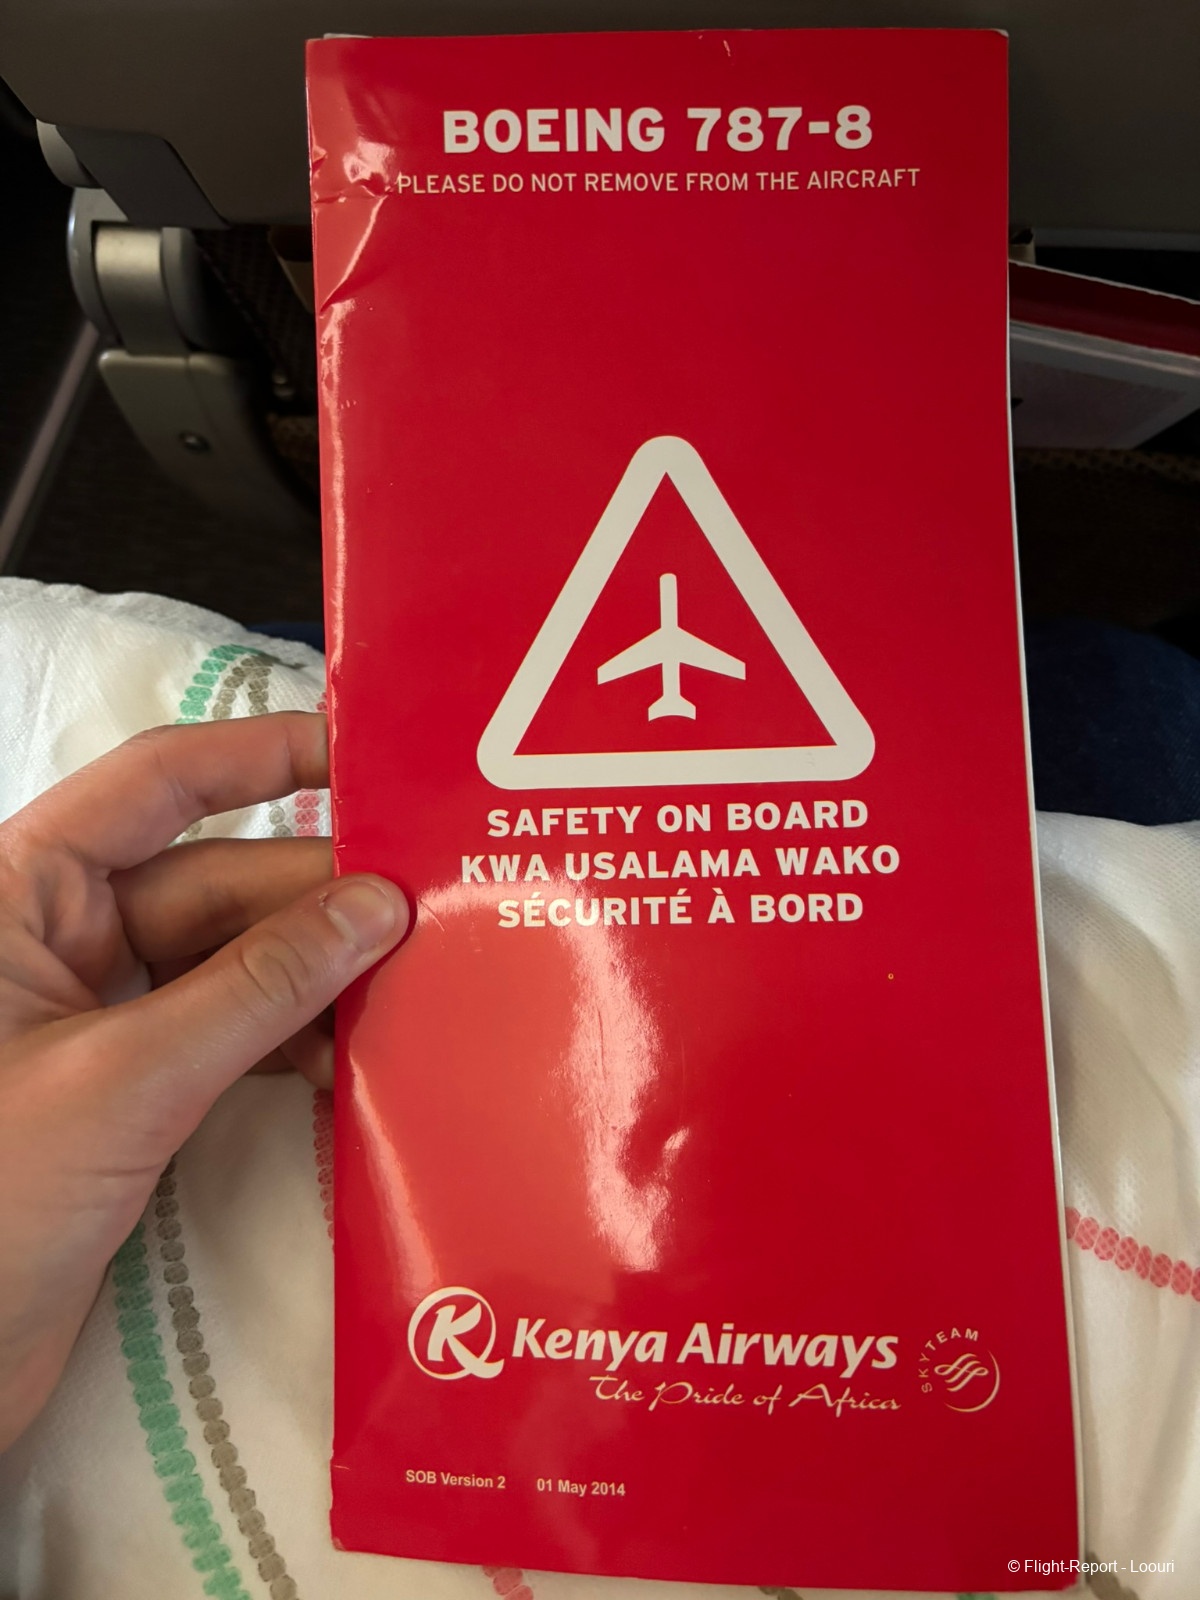 BOEING 787-8
PLEASE DO NOT REMOVE FROM THE AIRCRAFT
SAFETY ON BOARD
KWA USALAMA WAKO
SÉCURITÉ À BORD
K Kenya Airways
The Pride of Africa
SKYTEAM
SOB Version 2 01 May 2014
© Flight-Report - Loouri